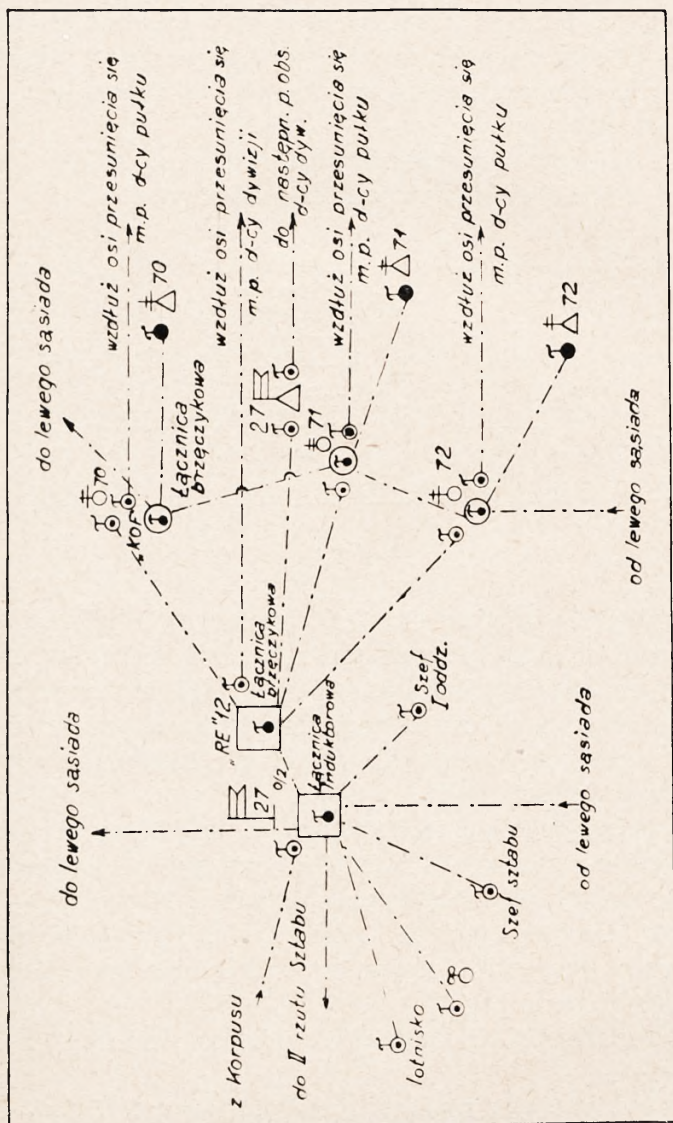 do lewego sąsiada
wzdłuż osi przesunięcia się
m.p. d-cy pułku
70
70
"KOF"
Łącznica
brzęczykowa
wzdłuż osi przesunięcia się
m.p. d-cy dywizji
do następn. p. obs.
d-cy dyw.
27
wzdłuż osi przesunięcia się
m.p. d-cy pułku
71
71
wzdłuż osi przesunięcia się
m.p. d-cy pułku
72
72
od lewego sąsiada
do lewego sąsiada
"RE" 12
Łącznica
brzęczykowa
27
0/2
Łącznica
induktorowa
Szef
I oddz.
od lewego sąsiada
Szef sztabu
z Korpusu
do II rzutu Sztabu
lotnisko